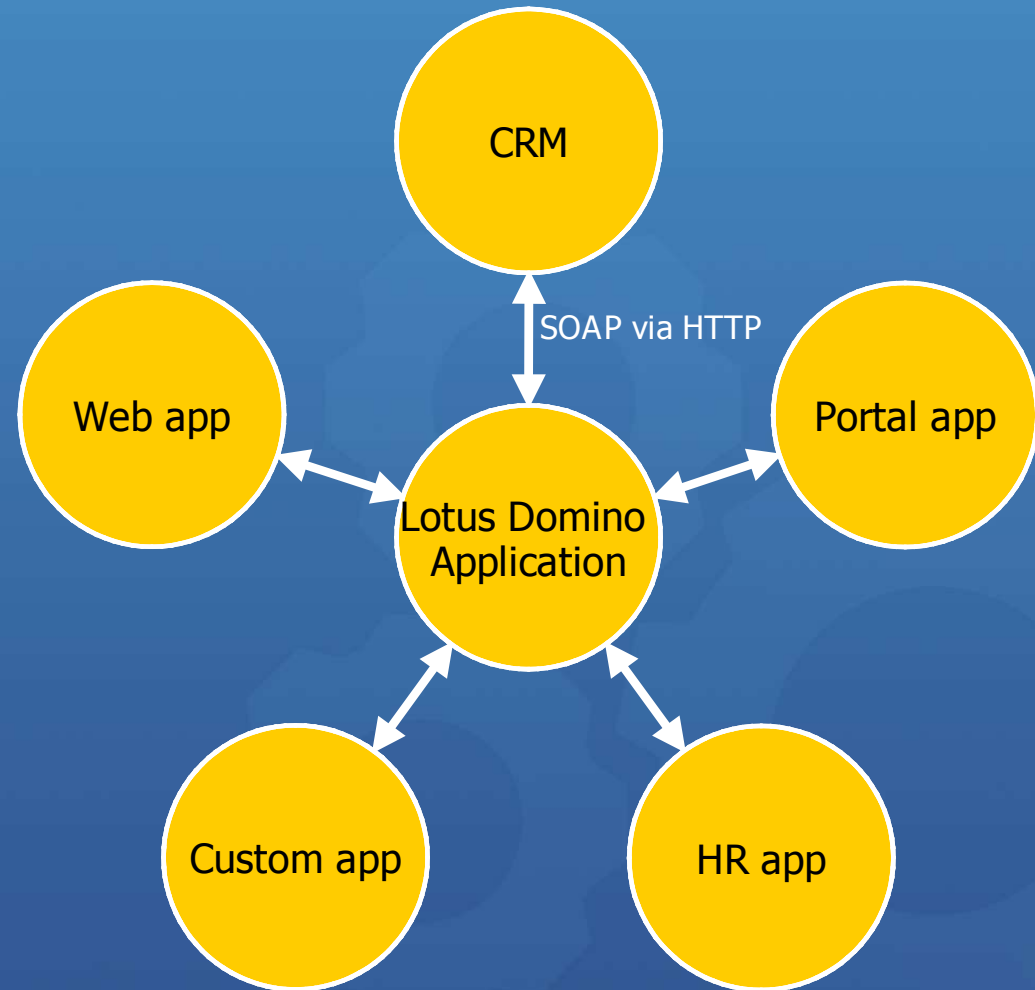 CRM
SOAP via HTTP
Web app
Portal app
Lotus Domino
Application
Custom app
HR app